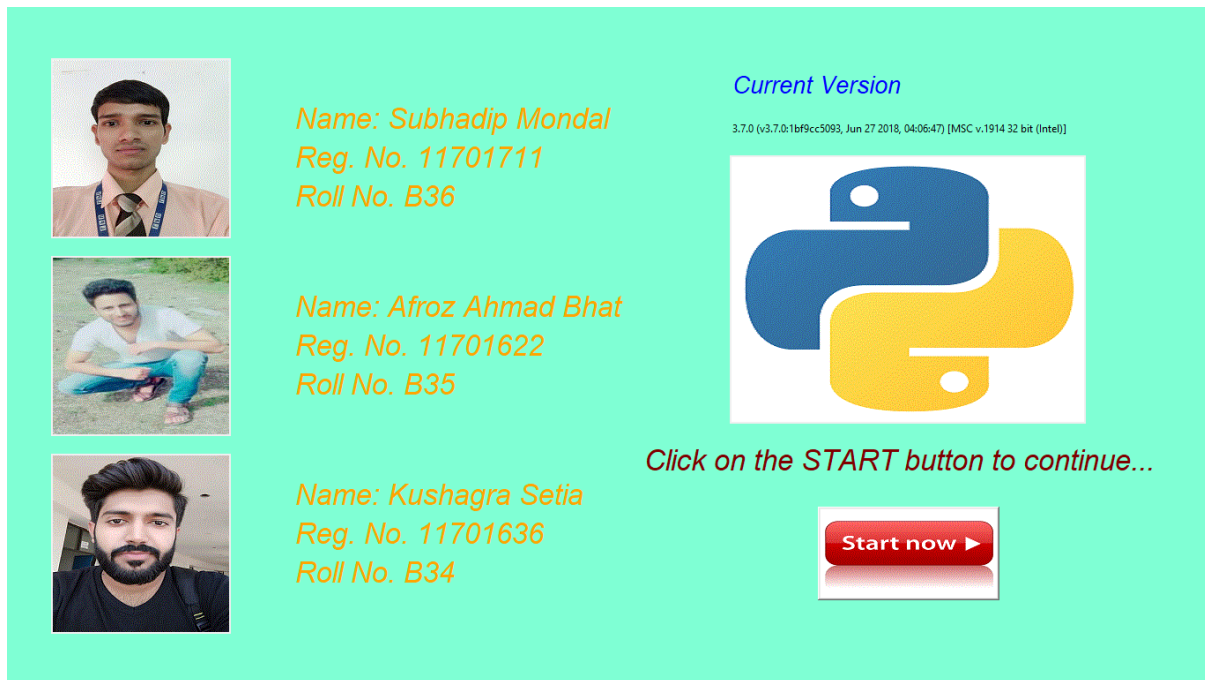 Name: Subhadip Mondal
Reg. No. 11701711
Roll No. B36
Name: Afroz Ahmad Bhat
Reg. No. 11701622
Roll No. B35
Name: Kushagra Setia
Reg. No. 11701636
Roll No. B34
Current Version
3.7.0 (v3.7.0:1bf9cc5093, Jun 27 2018, 04:06:47) [MSC v.1914 32 bit (Intel)]
Click on the START button to continue...
Start now